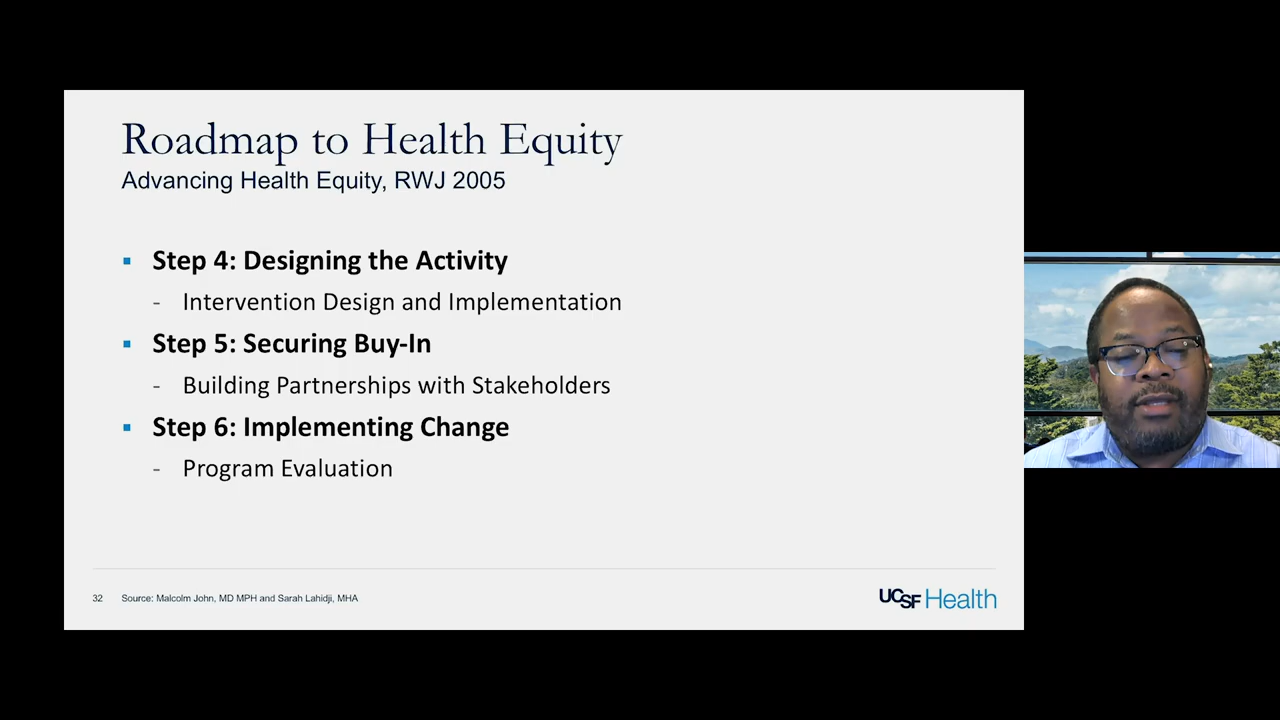 Roadmap to Health Equity
Advancing Health Equity, RWJ 2005
▪ Step 4: Designing the Activity
- Intervention Design and Implementation
▪ Step 5: Securing Buy-In
- Building Partnerships with Stakeholders
▪ Step 6: Implementing Change
- Program Evaluation
32 Source: Malcolm John, MD MPH and Sarah Lahidji, MHA
UCSF Health